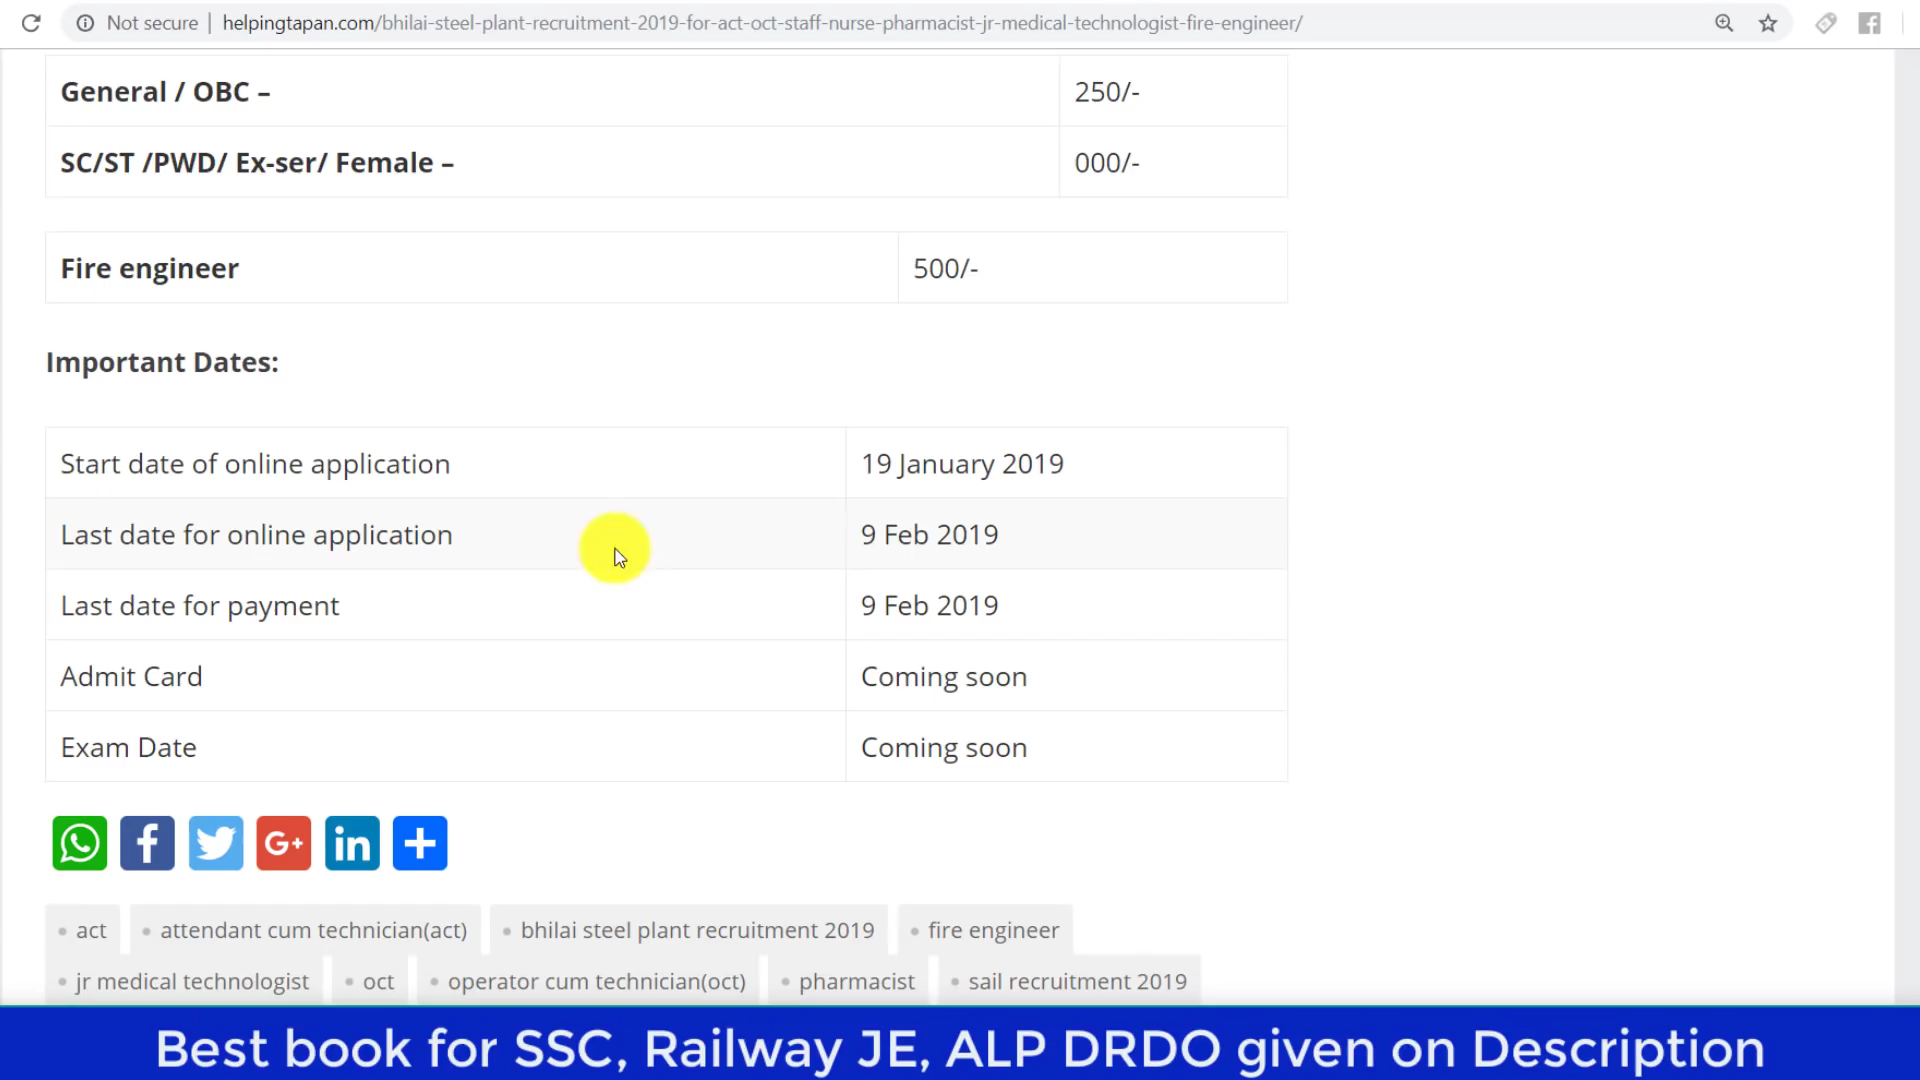 Not secure | helpingtapan.com/bhilai-steel-plant-recruitment-2019-for-act-oct-staff-nurse-pharmacist-jr-medical-technologist-fire-engineer/
General / OBC – 250/-
SC/ST /PWD/ Ex-ser/ Female – 000/-
Fire engineer 500/-
Important Dates:
Start date of online application 19 January 2019
Last date for online application 9 Feb 2019
Last date for payment 9 Feb 2019
Admit Card Coming soon
Exam Date Coming soon
f G+ in
act attendant cum technician(act) bhilai steel plant recruitment 2019 fire engineer
jr medical technologist oct operator cum technician(oct) pharmacist sail recruitment 2019
Best book for SSC, Railway JE, ALP DRDO given on Description